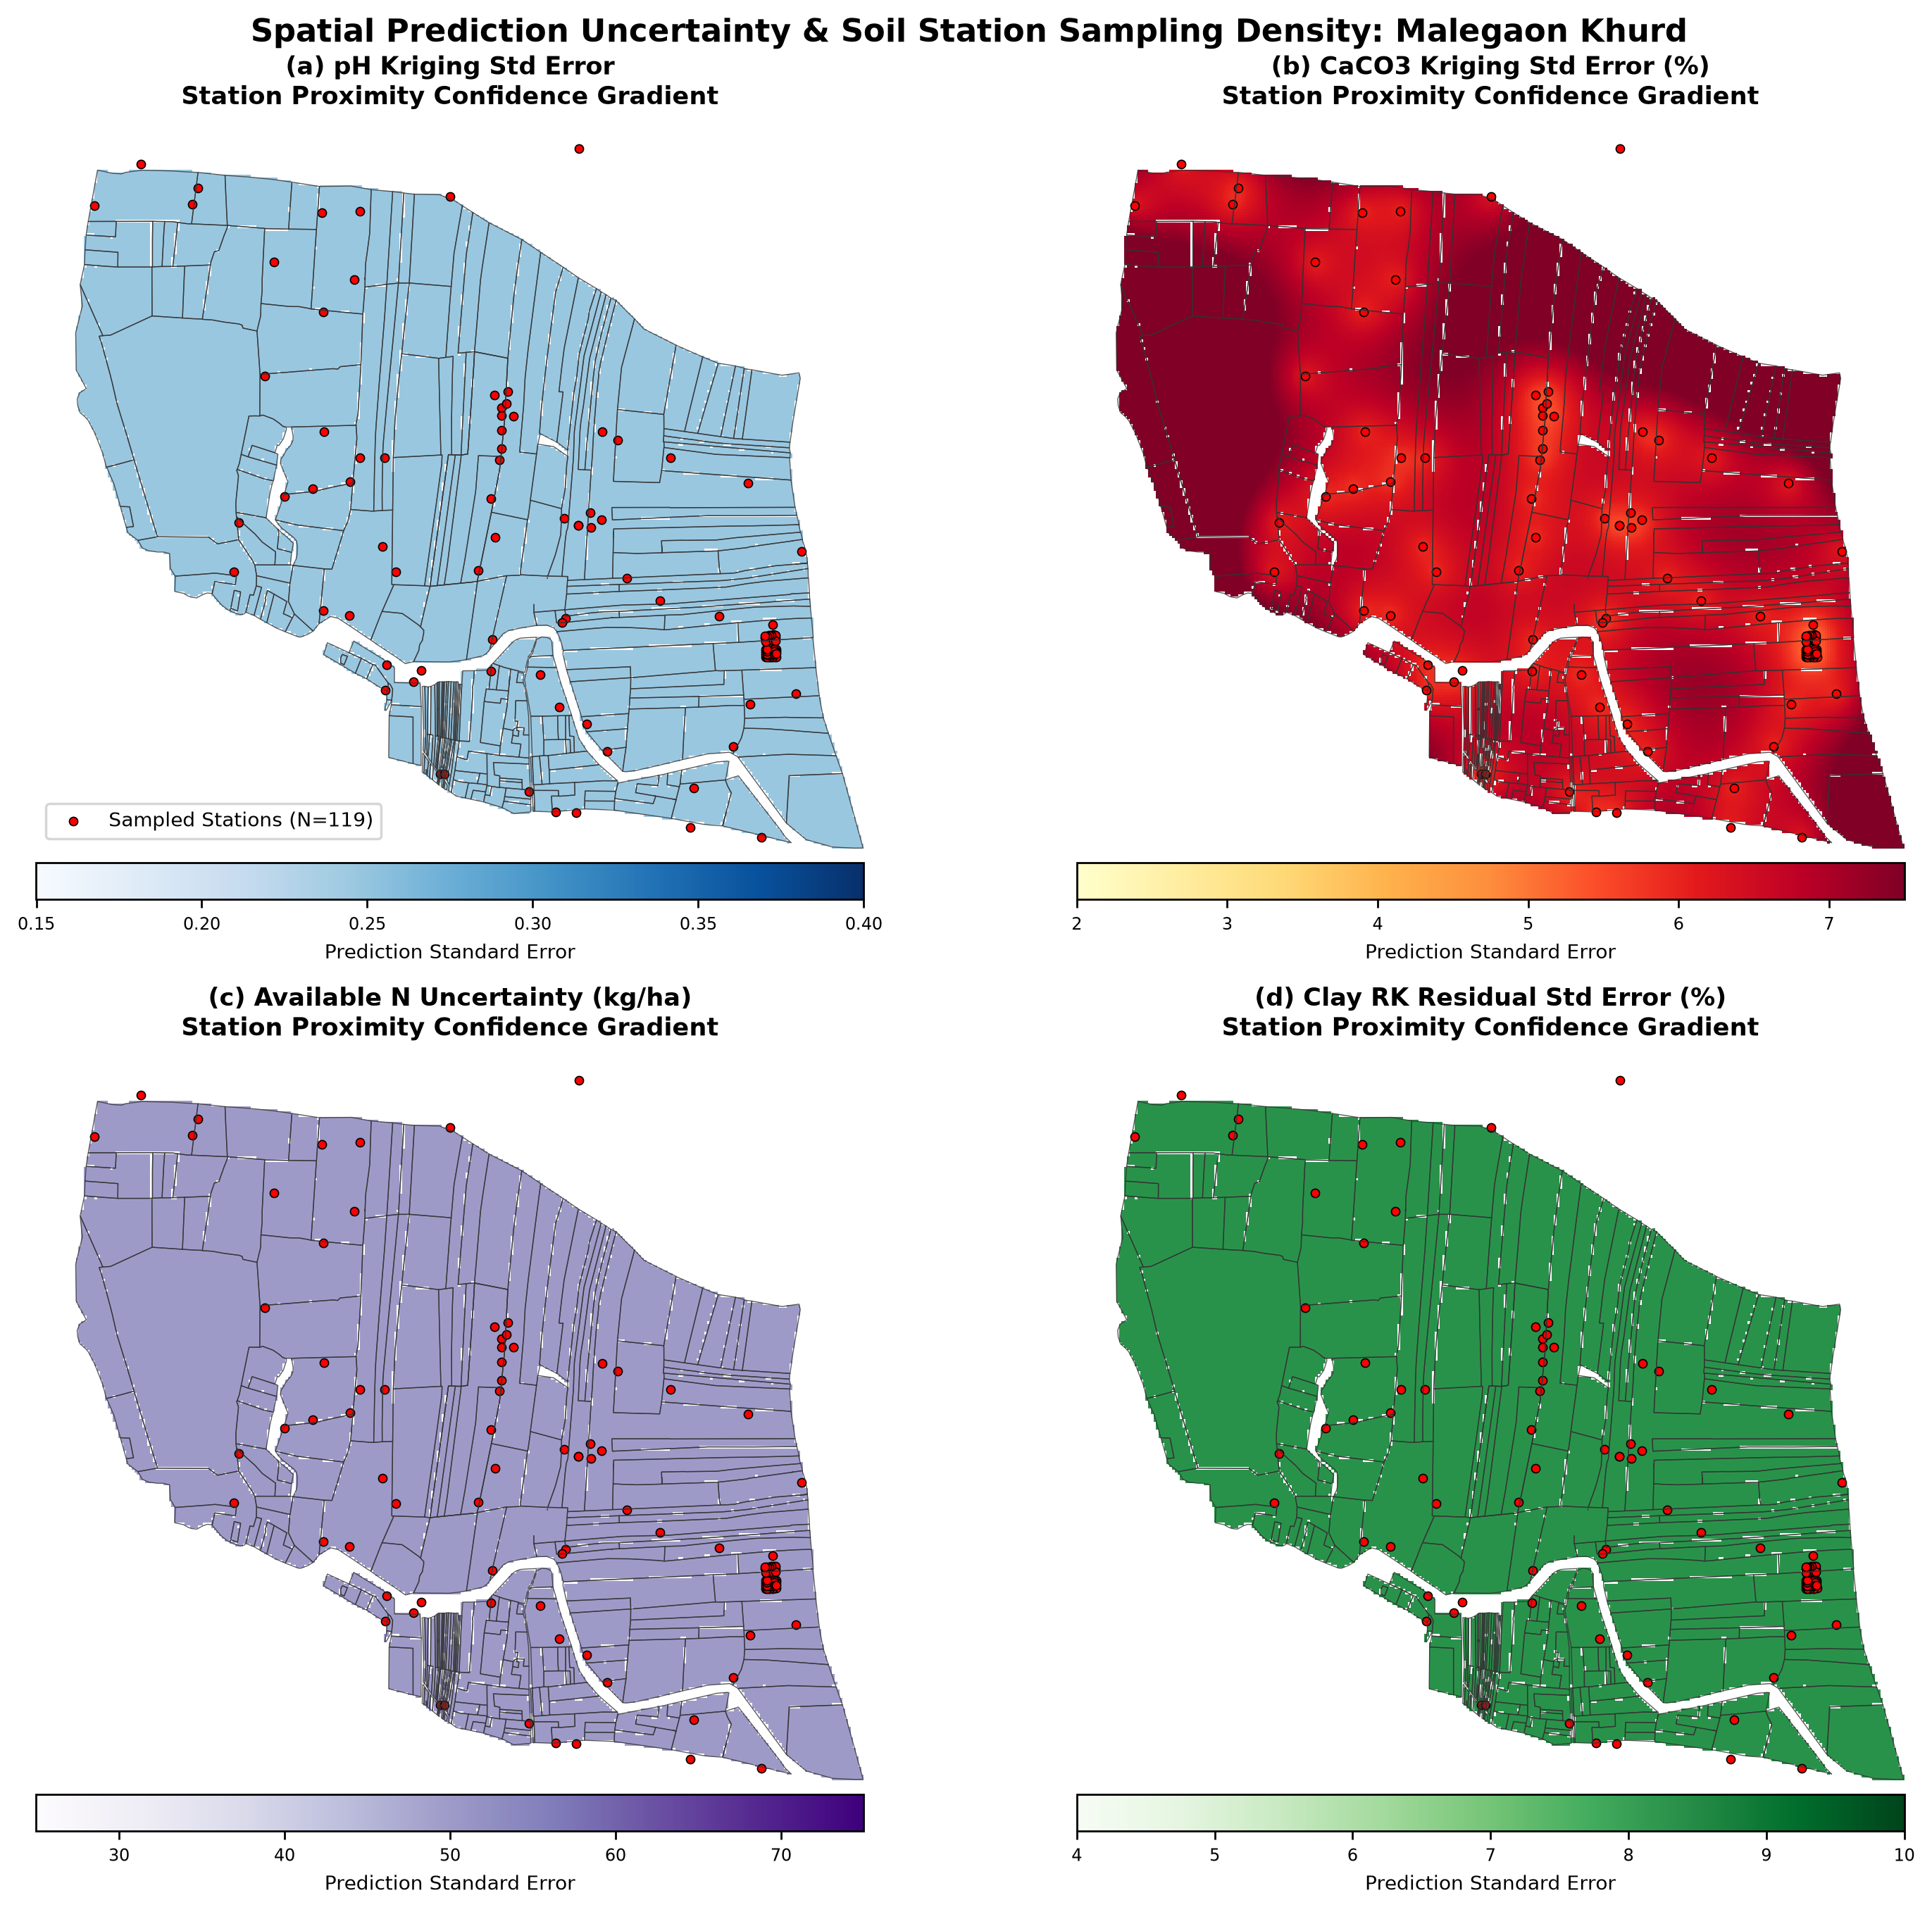 Spatial Prediction Uncertainty & Soil Station Sampling Density: Malegaon Khurd
(a) pH Kriging Std Error
Station Proximity Confidence Gradient
Sampled Stations (N=119)
0.15 0.20 0.25 0.30 0.35 0.40
Prediction Standard Error
(b) CaCO3 Kriging Std Error (%)
Station Proximity Confidence Gradient
2 3 4 5 6 7
Prediction Standard Error
(c) Available N Uncertainty (kg/ha)
Station Proximity Confidence Gradient
30 40 50 60 70
Prediction Standard Error
(d) Clay RK Residual Std Error (%)
Station Proximity Confidence Gradient
4 5 6 7 8 9 10
Prediction Standard Error